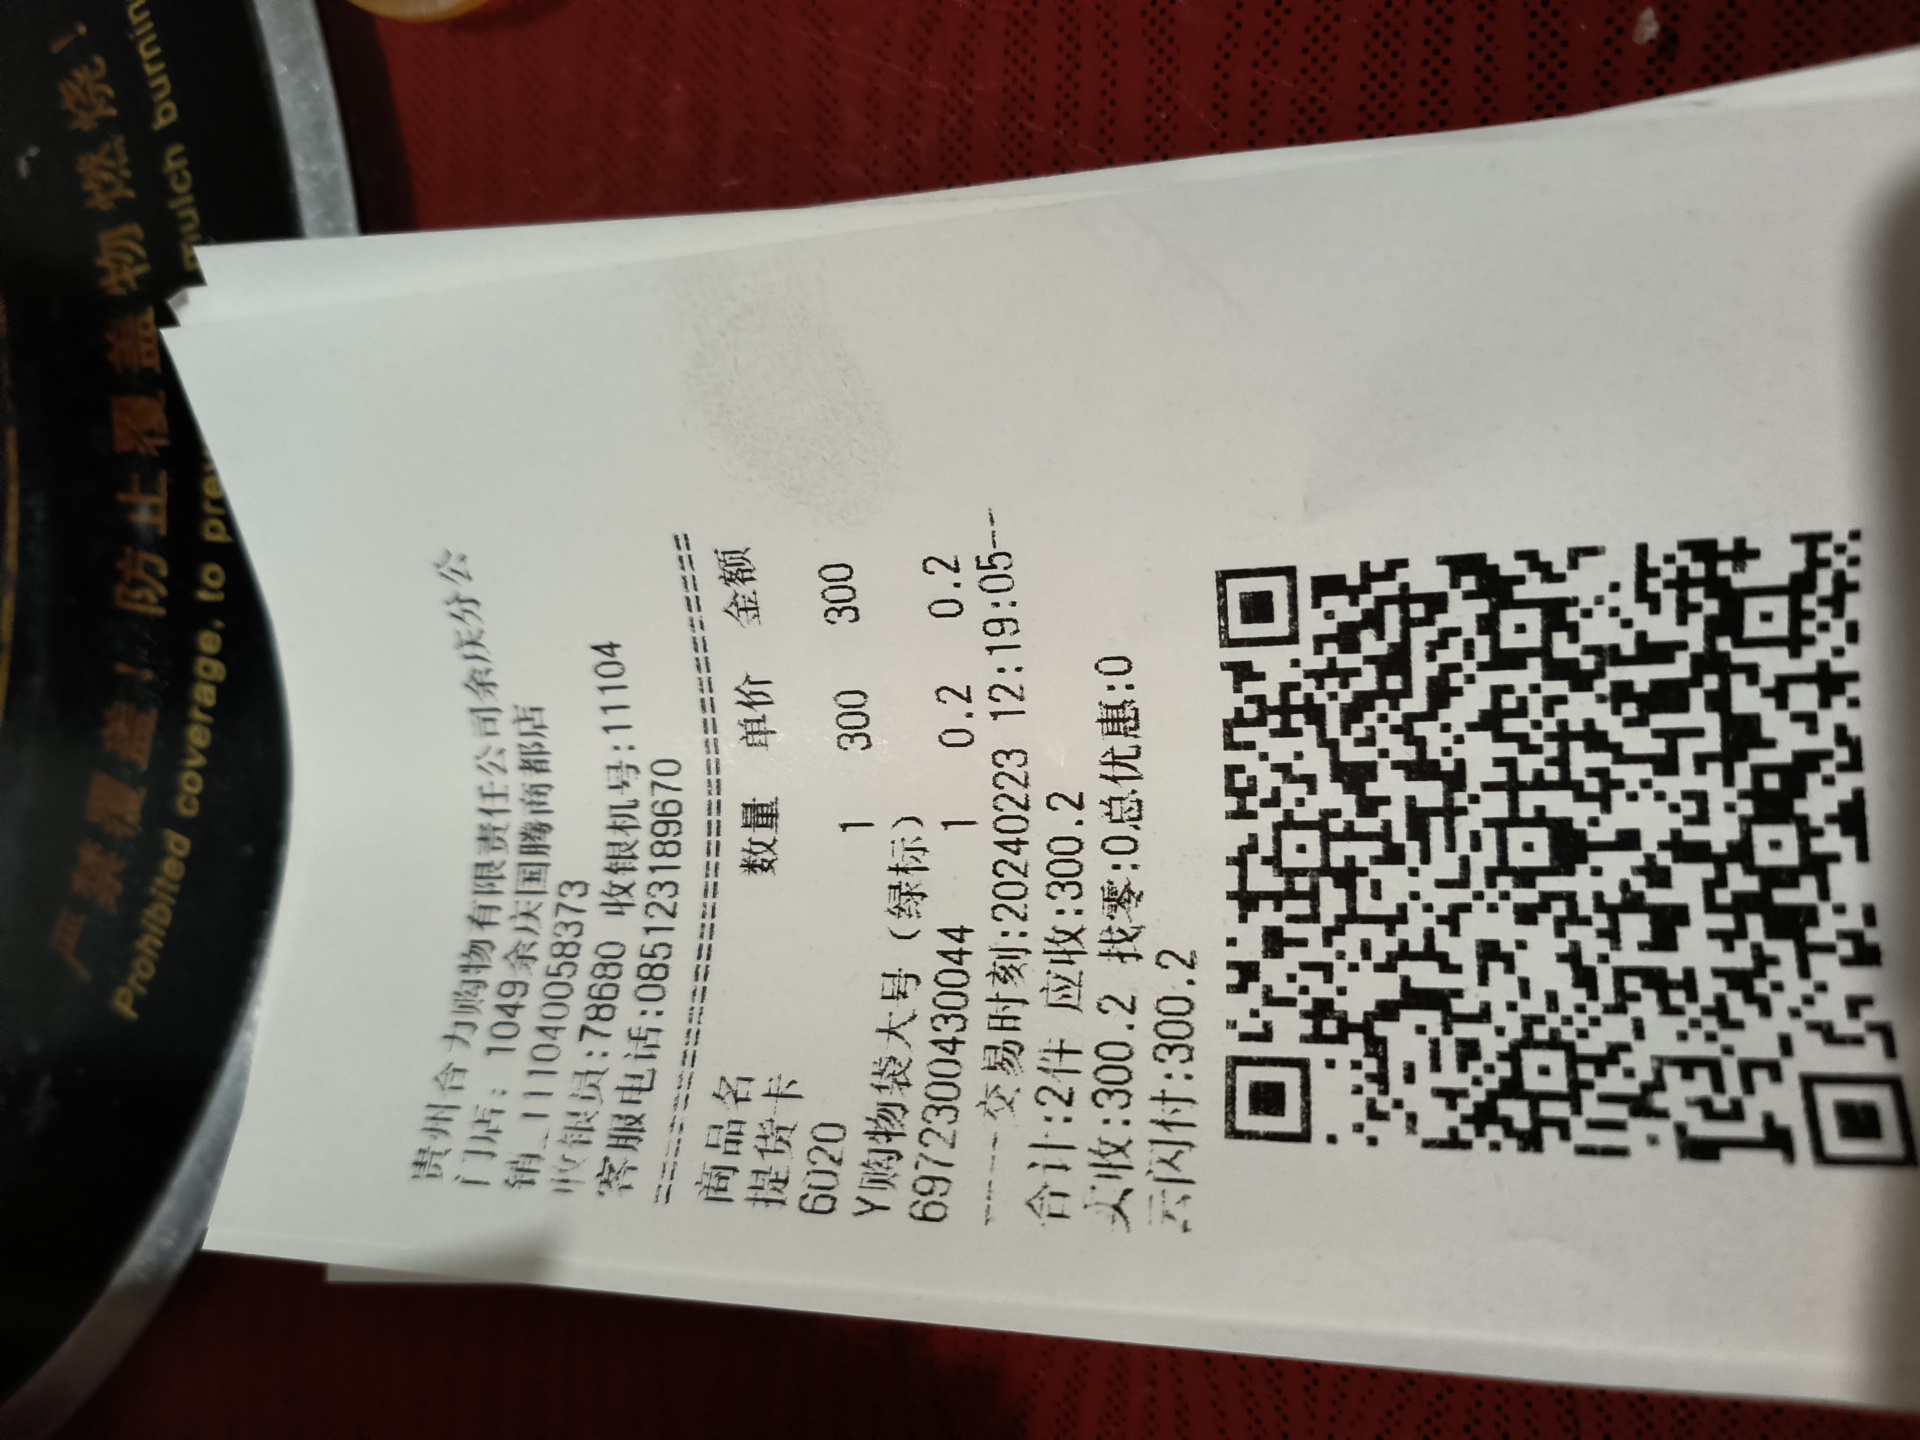 严禁覆盖！防止覆盖物燃烧！
Prohibited coverage, to prevent mulch burning
贵州合力购物有限责任公司余庆分公
门店: 1049余庆国腾商都店
销_1110400058373
收银员:78680 收银机号:11104
客服电话:085123189670
================================
商品名 数量 单价 金额
提货卡
6020 1 300 300
Y购物袋大号（绿标）
6972300430044 1 0.2 0.2
----交易时刻:20240223 12:19:05--
合计:2件 应收:300.2
实收:300.2 找零:0总优惠:0
云闪付:300.2